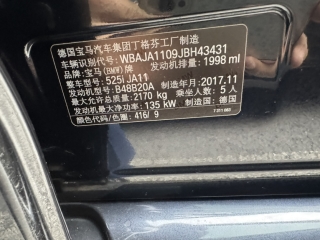 德国宝马汽车集团丁格芬工厂制造
车辆识别代号: WBAJA1109JBH43431
品牌: 宝马(BMW)牌 发动机排量: 1998 ml
整车型号: 525i JA11
发动机型号: B48B20A 制造年月: 2017.11
最大允许总质量: 2170 kg 乘坐人数: 5 人
发动机最大净功率: 135 kW 制造国: 德国
颜色代码/色圈: 416/ 9